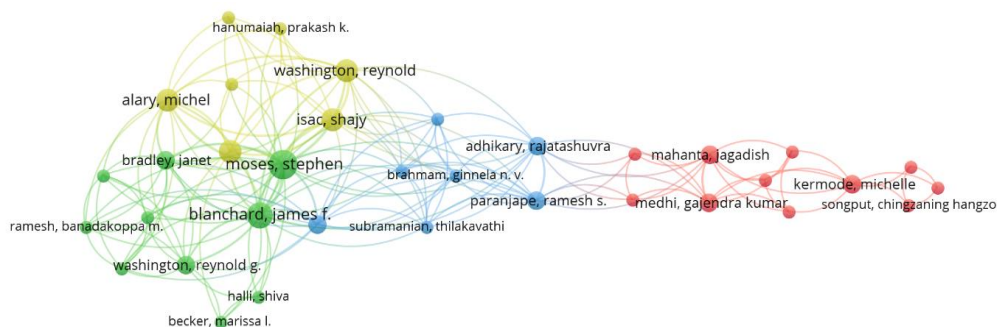 hanumaiah, prakash k.
washington, reynold
alary, michel
isac, shajy
adhikary, rajatashuvra
mahanta, jagadish
bradley, janet
moses, stephen
brahmam, ginnela n. v.
kermode, michelle
paranjape, ramesh s.
medhi, gajendra kumar
songput, chingzaning hangzo
blanchard, james f.
ramesh, banadakoppa m.
subramanian, thilakavathi
washington, reynold g.
halli, shiva
becker, marissa l.